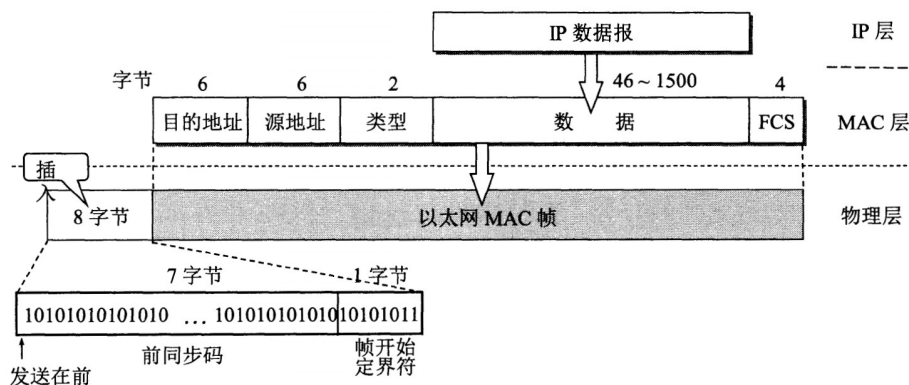 IP 数据报
IP 层
字节 6 6 2 46~1500 4
目的地址 源地址 类型 数 据 FCS MAC 层
插入
8 字节 以太网 MAC 帧 物理层
7 字节 1 字节
10101010101010 … 101010101010 10101011
前同步码 帧开始
定界符
发送在前